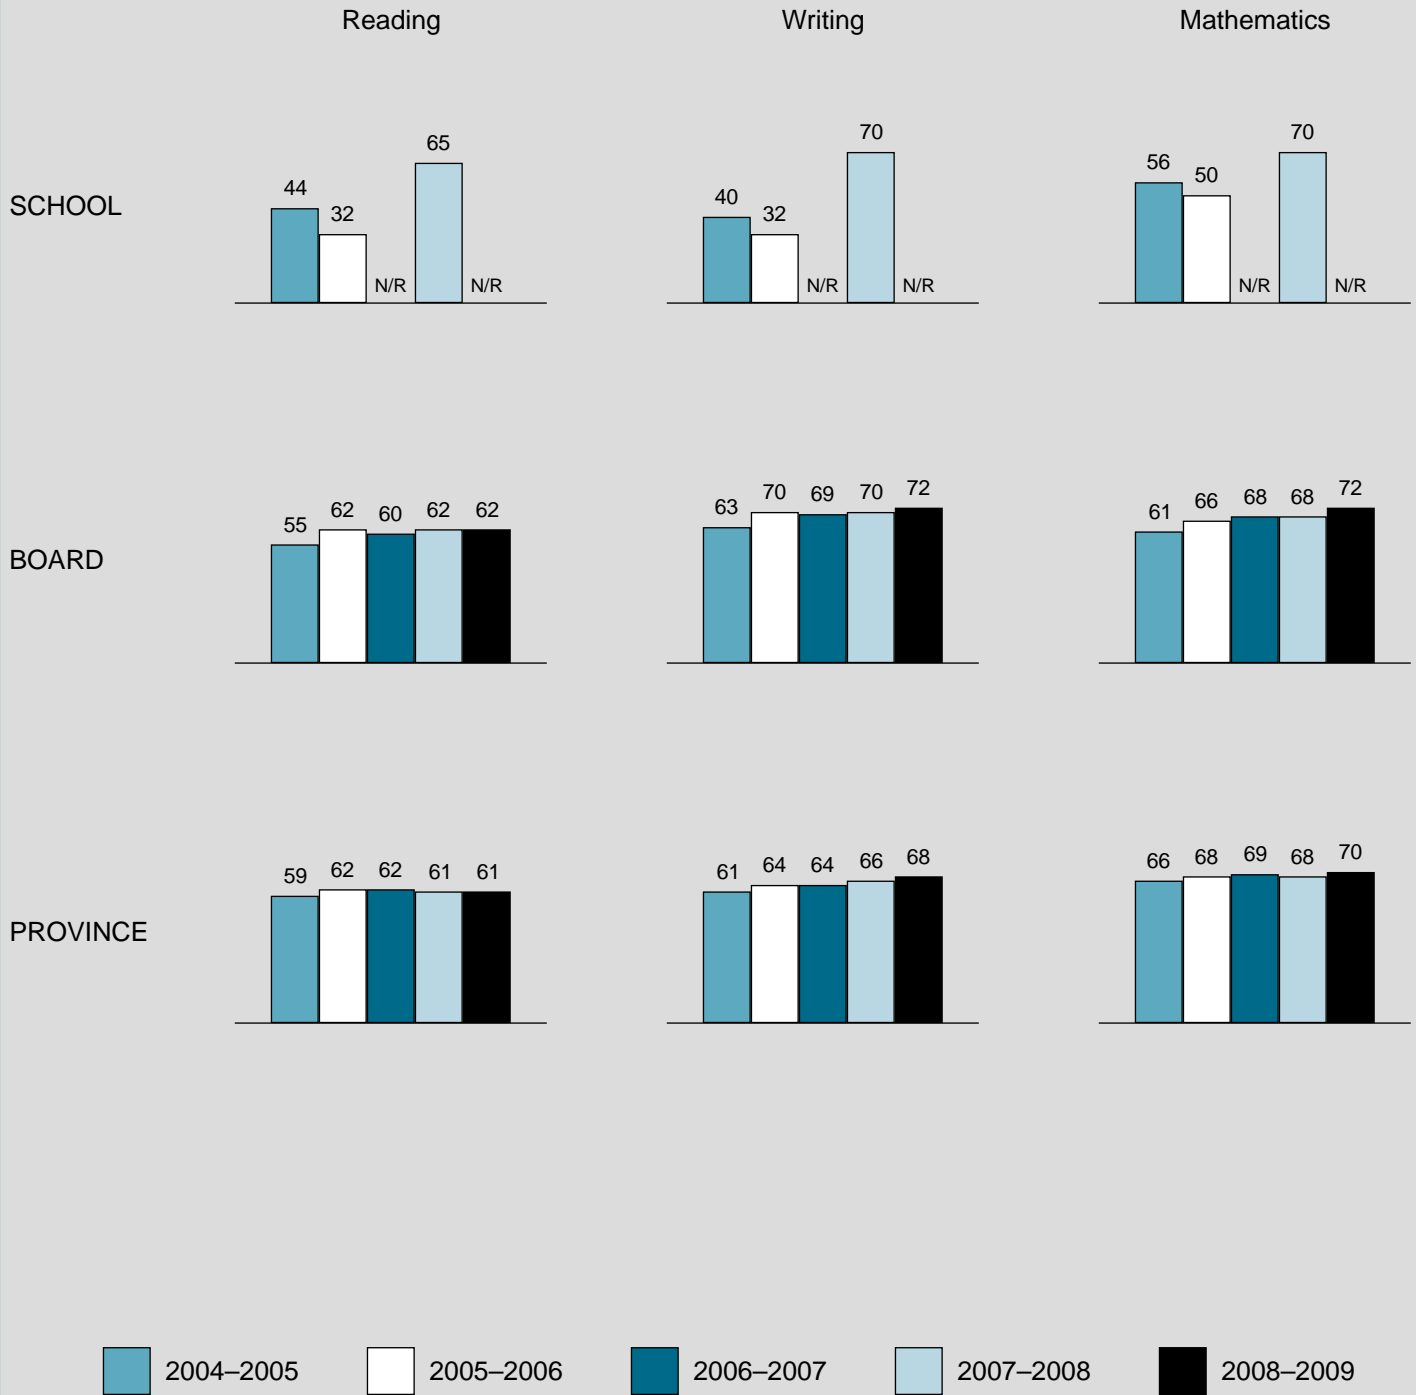 Reading Writing Mathematics
SCHOOL
44 32 N/R 65 N/R
40 32 N/R 70 N/R
56 50 N/R 70 N/R
BOARD
55 62 60 62 62
63 70 69 70 72
61 66 68 68 72
PROVINCE
59 62 62 61 61
61 64 64 66 68
66 68 69 68 70
2004–2005 2005–2006 2006–2007 2007–2008 2008–2009